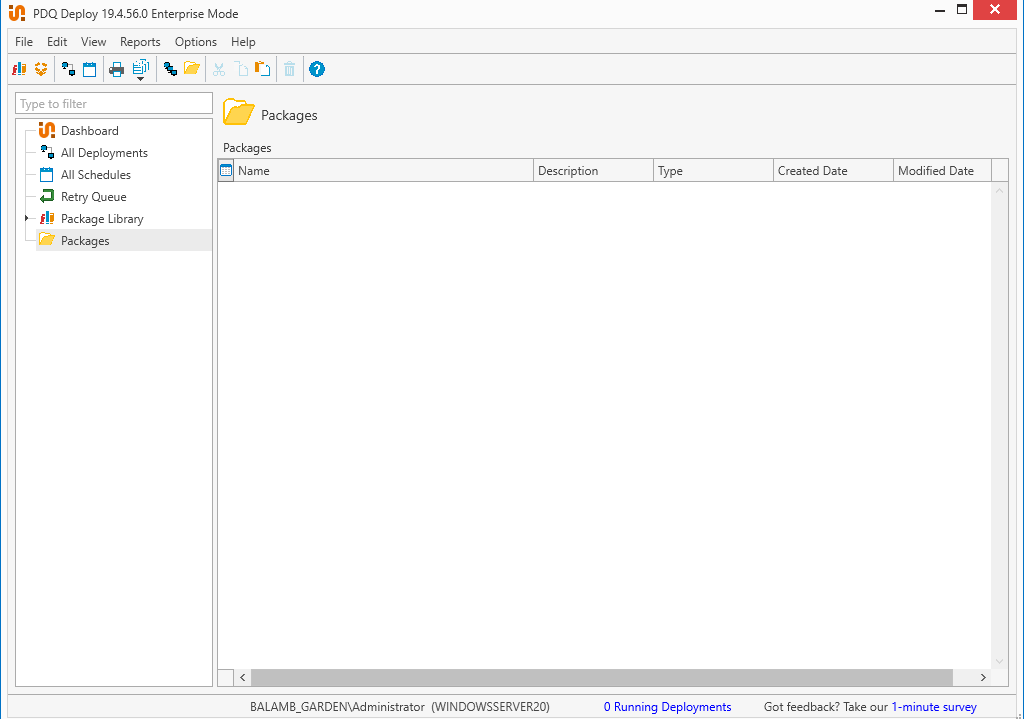 PDQ Deploy 19.4.56.0 Enterprise Mode
File Edit View Reports Options Help
Type to filter
Dashboard
All Deployments
All Schedules
Retry Queue
Package Library
Packages
Packages
Packages
Name Description Type Created Date Modified Date
BALAMB_GARDEN\Administrator (WINDOWSSERVER20) 0 Running Deployments Got feedback? Take our 1-minute survey